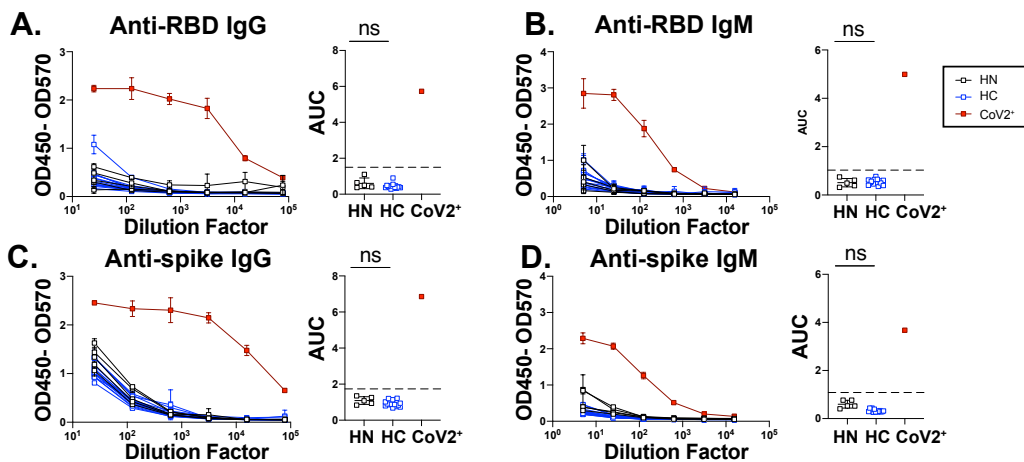 A. Anti-RBD IgG
OD450- OD570
3
2
1
0
10¹ 10² 10³ 10⁴ 10⁵
Dilution Factor
ns
AUC
8
6
4
2
0
HN HC CoV2⁺
B. Anti-RBD IgM
OD450- OD570
4
3
2
1
0
10⁰ 10¹ 10² 10³ 10⁴ 10⁵
Dilution Factor
ns
AUC
6
4
2
0
HN HC CoV2⁺
HN
HC
CoV2⁺
C. Anti-spike IgG
OD450- OD570
3
2
1
0
10¹ 10² 10³ 10⁴ 10⁵
Dilution Factor
ns
AUC
8
6
4
2
0
HN HC CoV2⁺
D. Anti-spike IgM
OD450- OD570
4
3
2
1
0
10⁰ 10¹ 10² 10³ 10⁴ 10⁵
Dilution Factor
ns
AUC
6
4
2
0
HN HC CoV2⁺